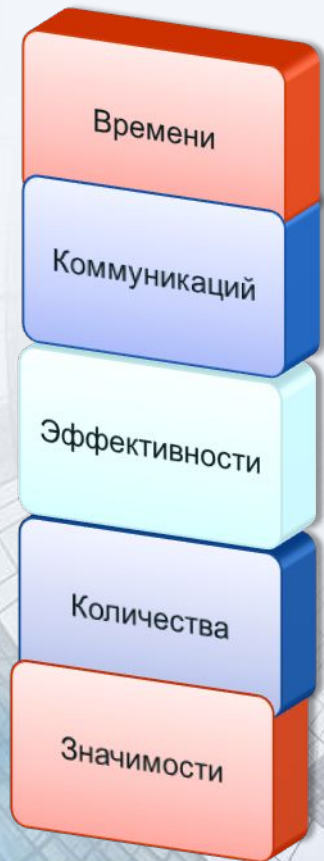 Времени
Коммуникаций
Эффективности
Количества
Значимости